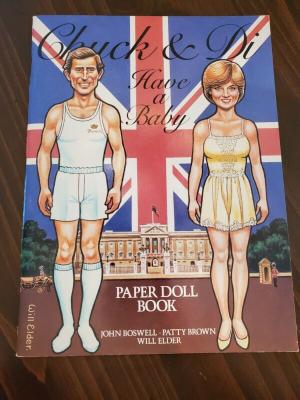 Chuck & Di
Have
a
Baby
PAPER DOLL
BOOK
JOHN BOSWELL • PATTY BROWN
WILL ELDER
Will Elder.